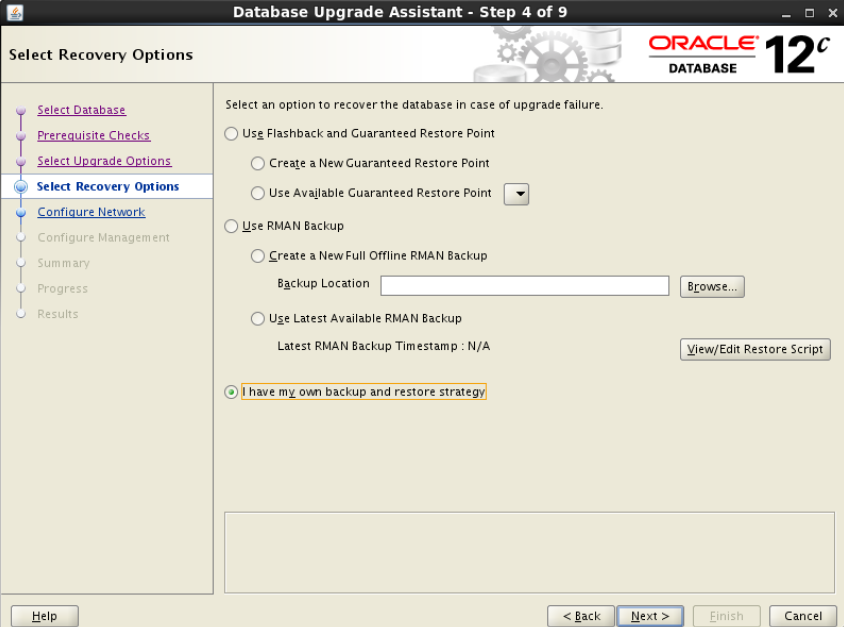 Database Upgrade Assistant - Step 4 of 9
Select Recovery Options
ORACLE
DATABASE
12c
Select Database
Prerequisite Checks
Select Upgrade Options
Select Recovery Options
Configure Network
Configure Management
Summary
Progress
Results
Select an option to recover the database in case of upgrade failure.
Use Flashback and Guaranteed Restore Point
Create a New Guaranteed Restore Point
Use Available Guaranteed Restore Point
Use RMAN Backup
Create a New Full Offline RMAN Backup
Backup Location
Browse...
Use Latest Available RMAN Backup
Latest RMAN Backup Timestamp : N/A
View/Edit Restore Script
I have my own backup and restore strategy
Help
< Back
Next >
Finish
Cancel